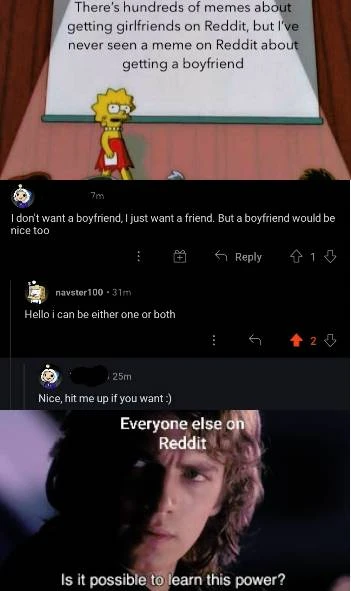 There's hundreds of memes about
getting girlfriends on Reddit, but I've
never seen a meme on Reddit about
getting a boyfriend
7m
I don't want a boyfriend, I just want a friend. But a boyfriend would be
nice too
Reply
1
navster100 • 31m
Hello i can be either one or both
2
25m
Nice, hit me up if you want :)
Everyone else on
Reddit
Is it possible to learn this power?